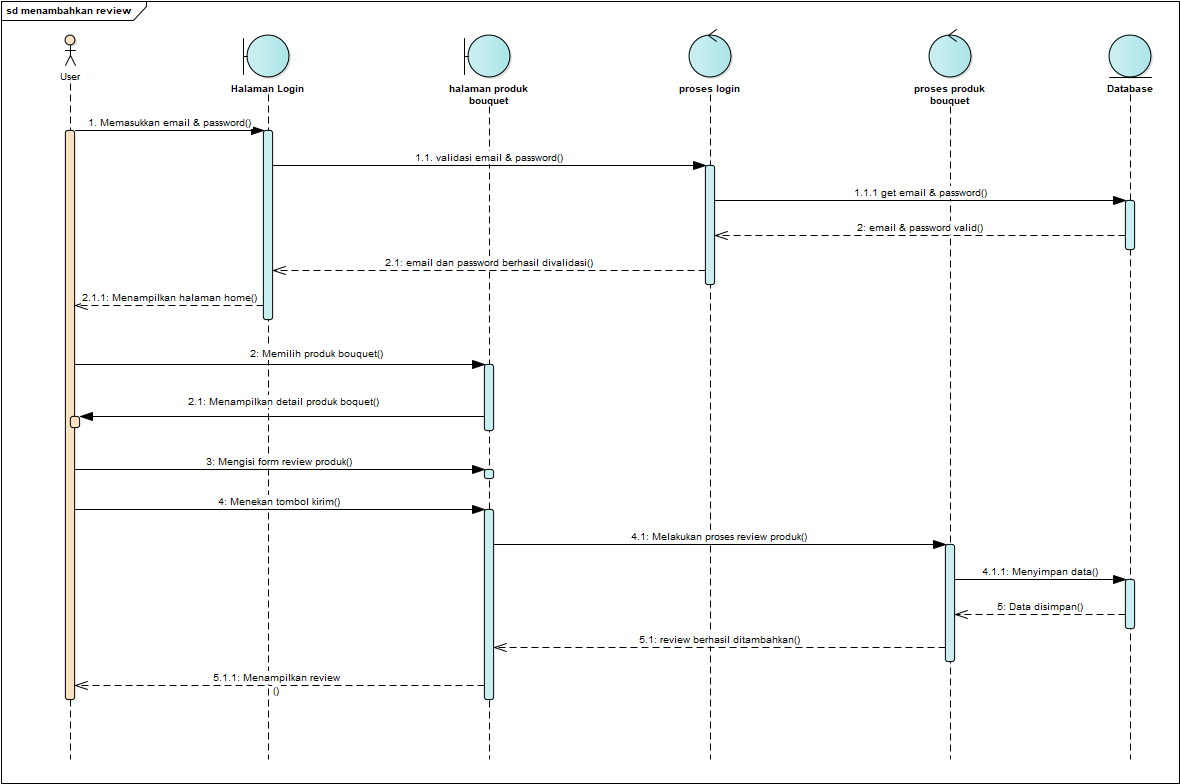 sd menambahkan review
User
Halaman Login
halaman produk
bouquet
proses login
proses produk
bouquet
Database
1. Memasukkan email & password()
1.1. validasi email & password()
1.1.1 get email & password()
2: email & password valid()
2.1: email dan password berhasil divalidasi()
2.1.1: Menampilkan halaman home()
2: Memilih produk bouquet()
2.1: Menampilkan detail produk boquet()
3: Mengisi form review produk()
4: Menekan tombol kirim()
4.1: Melakukan proses review produk()
4.1.1: Menyimpan data()
5: Data disimpan()
5.1: review berhasil ditambahkan()
5.1.1: Menampilkan review
()